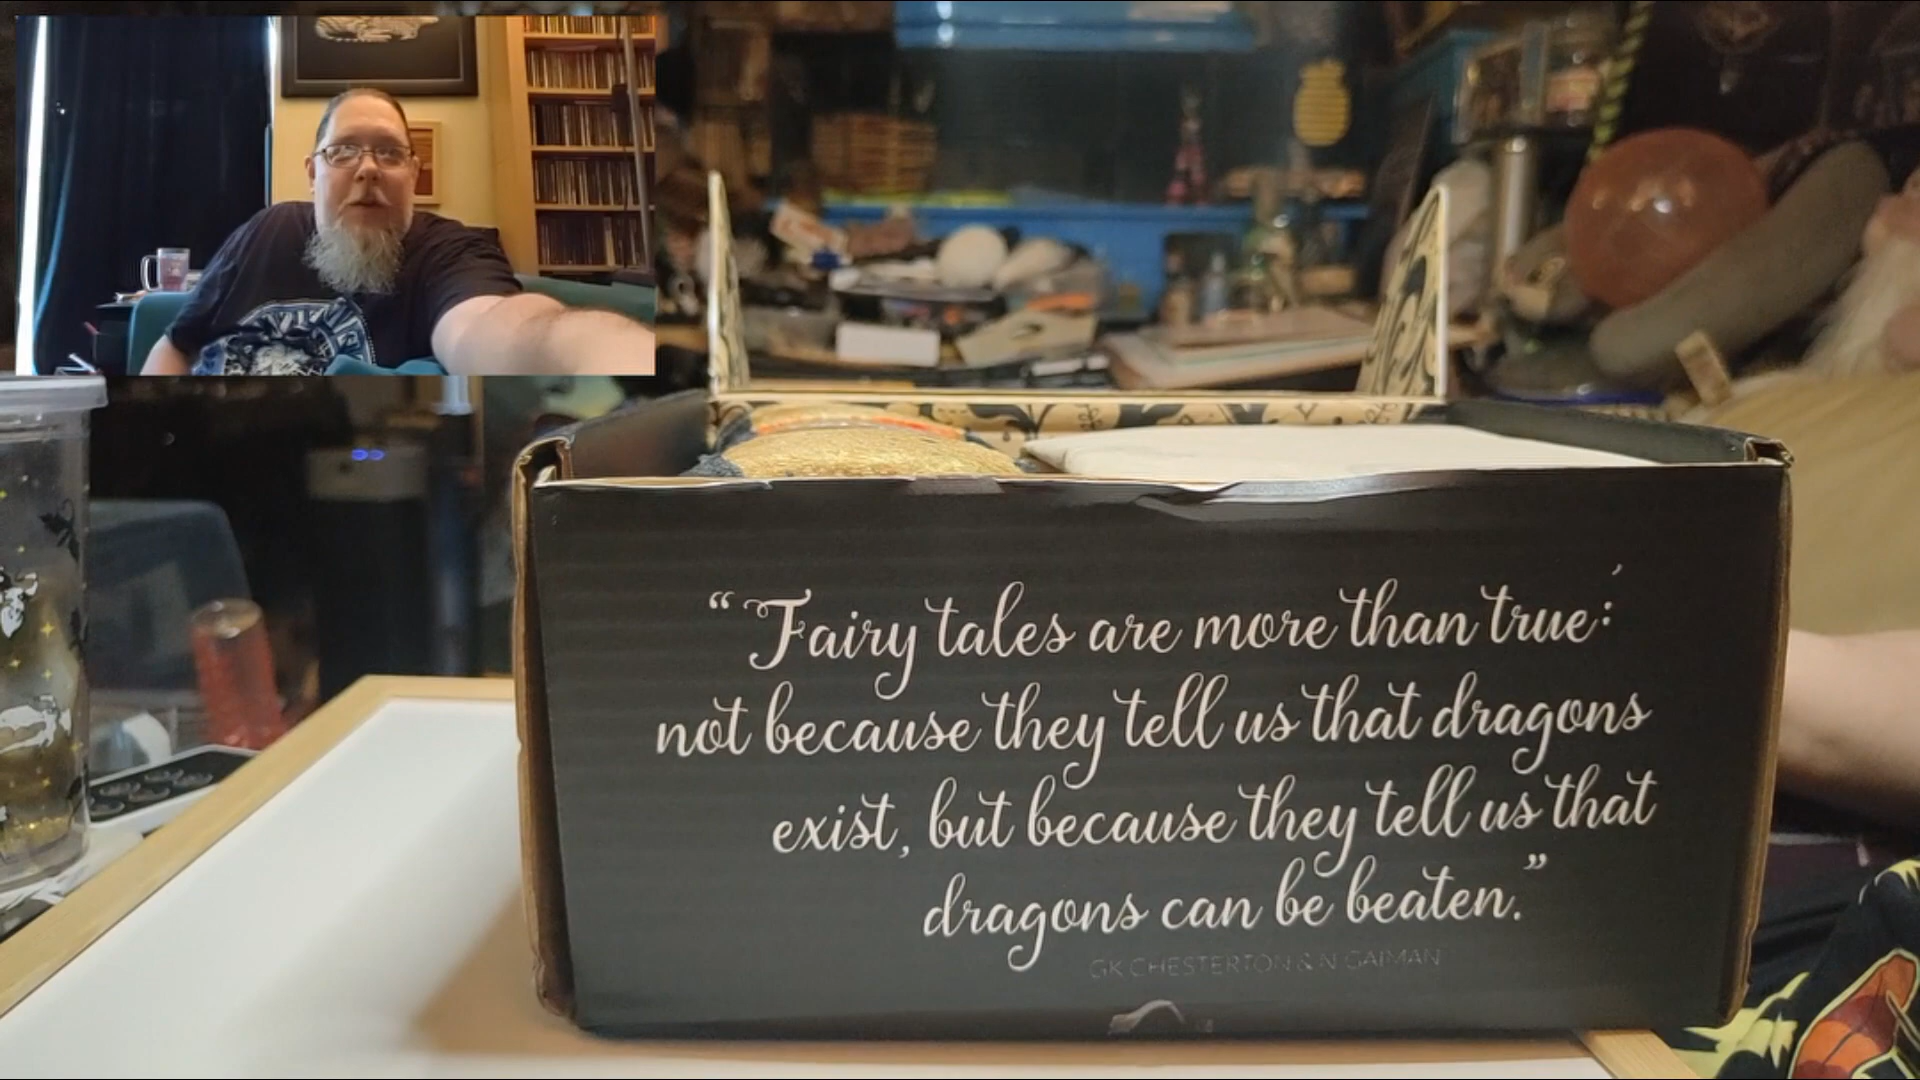 “Fairy tales are more than true:
not because they tell us that dragons
exist, but because they tell us that
dragons can be beaten.”
GK CHESTERTON & N. GAIMAN